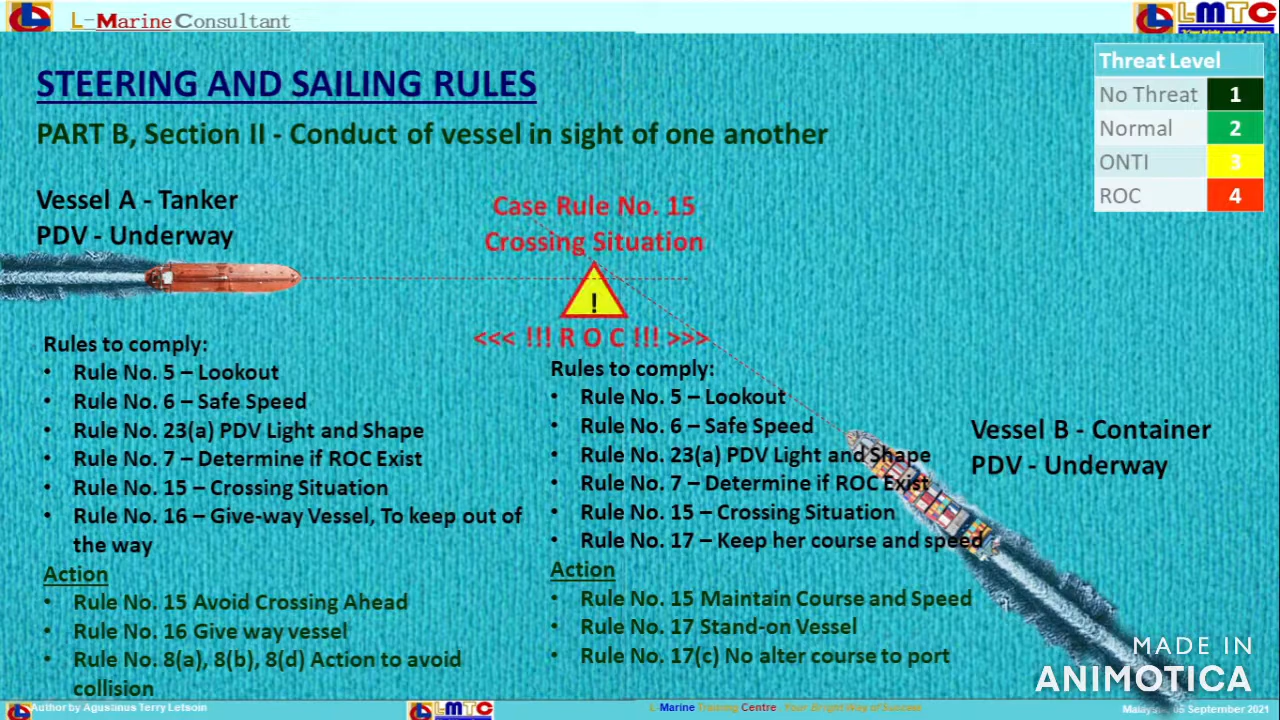 L-Marine Consultant
LMTC
STEERING AND SAILING RULES
PART B, Section II - Conduct of vessel in sight of one another
Threat Level
No Threat 1
Normal 2
ONTI 3
ROC 4
Vessel A - Tanker
PDV - Underway
Case Rule No. 15
Crossing Situation
!
<<< !!! R O C !!! >>>
Rules to comply:
• Rule No. 5 – Lookout
• Rule No. 6 – Safe Speed
• Rule No. 23(a) PDV Light and Shape
• Rule No. 7 – Determine if ROC Exist
• Rule No. 15 – Crossing Situation
• Rule No. 16 – Give-way Vessel, To keep out of
the way
Action
• Rule No. 15 Avoid Crossing Ahead
• Rule No. 16 Give way vessel
• Rule No. 8(a), 8(b), 8(d) Action to avoid
collision
Rules to comply:
• Rule No. 5 – Lookout
• Rule No. 6 – Safe Speed
• Rule No. 23(a) PDV Light and Shape
• Rule No. 7 – Determine if ROC Exist
• Rule No. 15 – Crossing Situation
• Rule No. 17 – Keep her course and speed
Action
• Rule No. 15 Maintain Course and Speed
• Rule No. 17 Stand-on Vessel
• Rule No. 17(c) No alter course to port
Vessel B - Container
PDV - Underway
MADE IN
ANIMOTICA
Author by Agustinus Terry Letsoin
LMTC
L-Marine Training Centre - Your Bright Way of Succeed
September 2021